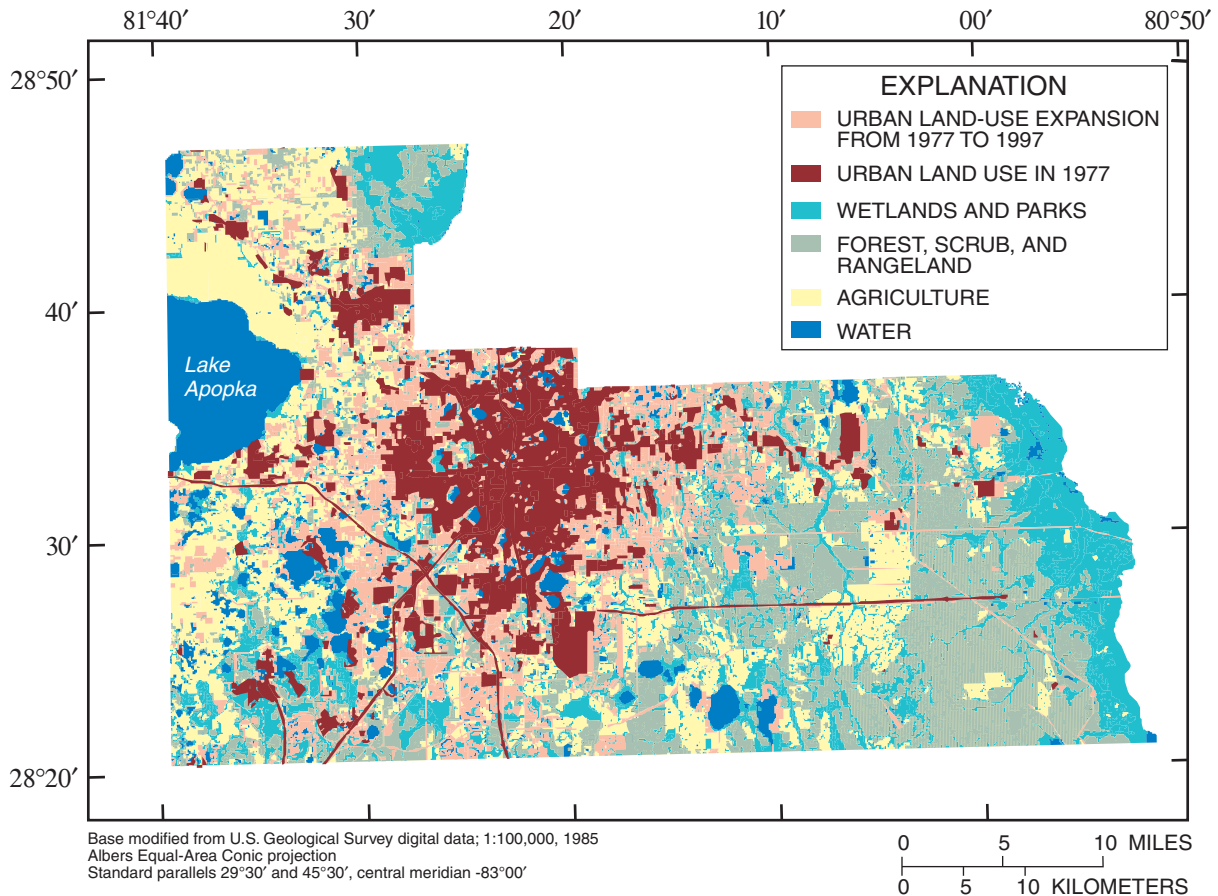 81°40′ 30′ 20′ 10′ 00′ 80°50′
28°50′
EXPLANATION
URBAN LAND-USE EXPANSION
FROM 1977 TO 1997
URBAN LAND USE IN 1977
WETLANDS AND PARKS
FOREST, SCRUB, AND
RANGELAND
AGRICULTURE
WATER
40′
Lake
Apopka
30′
28°20′
Base modified from U.S. Geological Survey digital data; 1:100,000, 1985
Albers Equal-Area Conic projection
Standard parallels 29°30′ and 45°30′, central meridian -83°00′
0 5 10 MILES
0 5 10 KILOMETERS